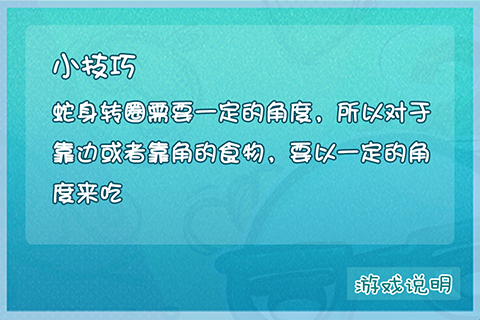 小技巧
蛇身转圈需要一定的角度，所以对于
靠边或者靠角的食物，要以一定的角
度来吃
游戏说明